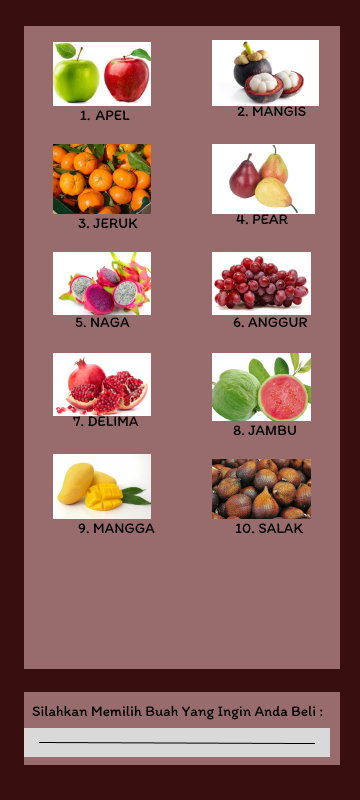 1. APEL
2. MANGIS
3. JERUK
4. PEAR
5. NAGA
6. ANGGUR
7. DELIMA
8. JAMBU
9. MANGGA
10. SALAK
Silahkan Memilih Buah Yang Ingin Anda Beli :